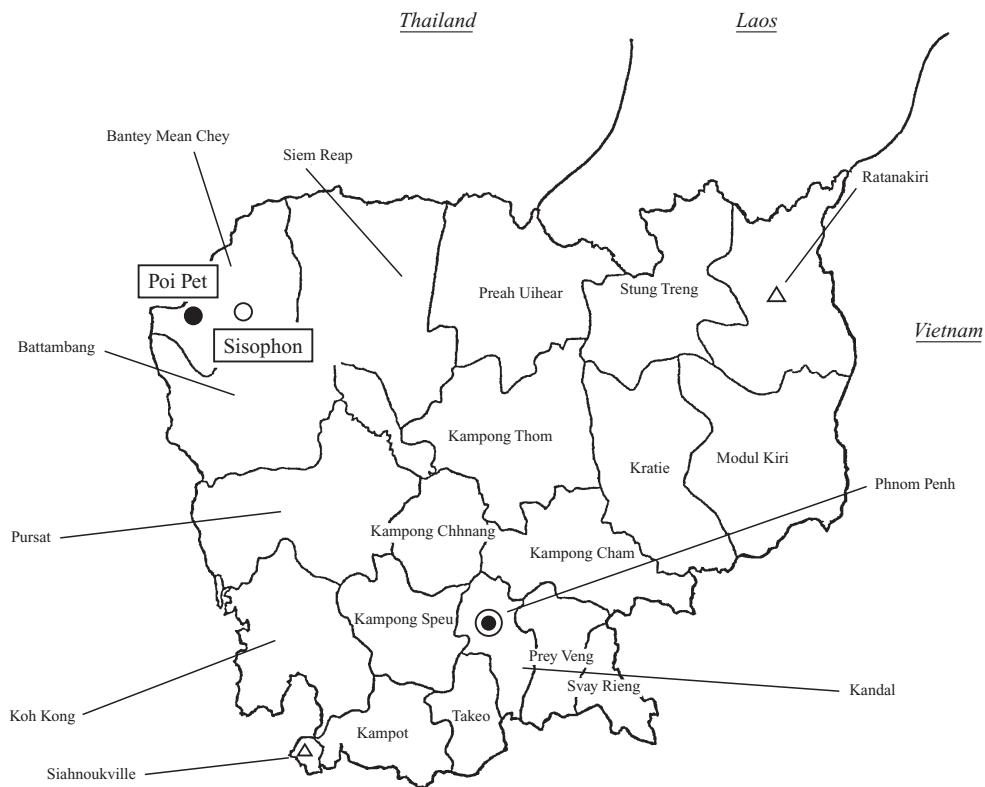 Thailand
Laos
Bantey Mean Chey
Siem Reap
Ratanakiri
Poi Pet
Preah Uihear
Stung Treng
Vietnam
Sisophon
Battambang
Kampong Thom
Kratie
Modul Kiri
Phnom Penh
Pursat
Kampong Chhnang
Kampong Cham
Kampong Speu
Prey Veng
Svay Rieng
Kandal
Koh Kong
Takeo
Kampot
Siahnoukville